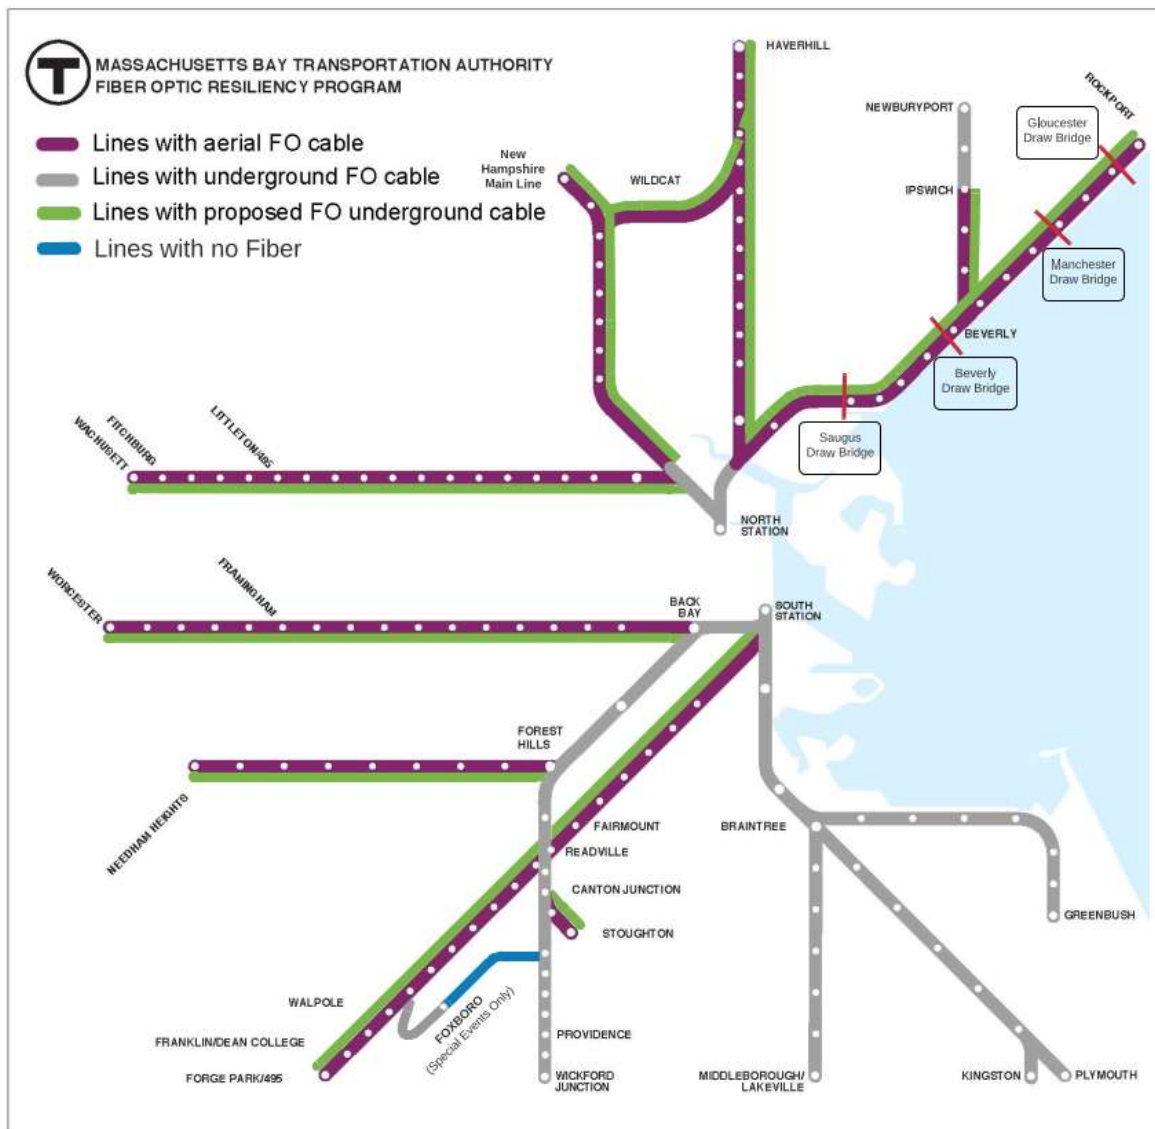 T
MASSACHUSETTS BAY TRANSPORTATION AUTHORITY
FIBER OPTIC RESILIENCY PROGRAM
Lines with aerial FO cable
Lines with underground FO cable
Lines with proposed FO underground cable
Lines with no Fiber
HAVERHILL
NEWBURYPORT
ROCKPORT
Gloucester
Draw Bridge
New
Hampshire
Main Line
WILDCAT
IPSWICH
Manchester
Draw Bridge
BEVERLY
Beverly
Draw Bridge
Saugus
Draw Bridge
WACHUSETT
FITCHBURG
LITTLETON/495
NORTH
STATION
WORCESTER
FRAMINGHAM
BACK
BAY
SOUTH
STATION
FOREST
HILLS
NEEDHAM HEIGHTS
FAIRMOUNT
READVILLE
BRAINTREE
CANTON JUNCTION
STOUGHTON
GREENBUSH
WALPOLE
FOXBORO
(Special Events Only)
FRANKLIN/DEAN COLLEGE
PROVIDENCE
FORGE PARK/495
WICKFORD
JUNCTION
MIDDLEBOROUGH/
LAKEVILLE
KINGSTON
PLYMOUTH